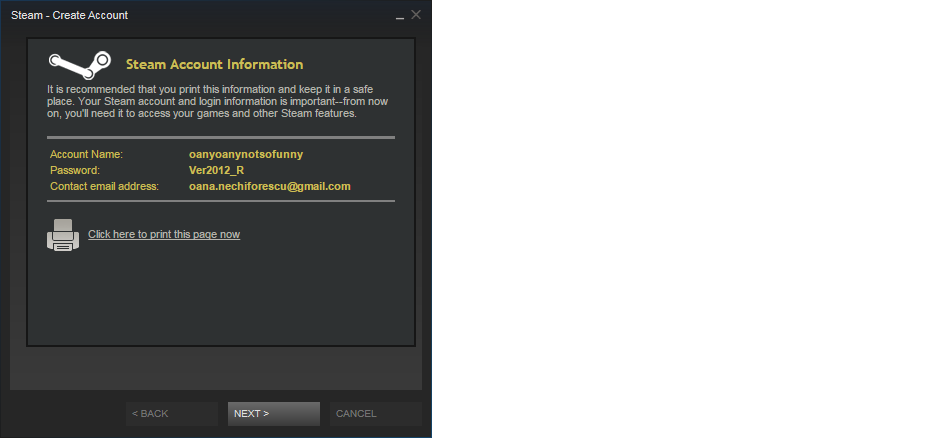 Steam - Create Account
Steam Account Information
It is recommended that you print this information and keep it in a safe
place. Your Steam account and login information is important--from now
on, you'll need it to access your games and other Steam features.
Account Name: oanyoanynotsofunny
Password: Ver2012_R
Contact email address: oana.nechiforescu@gmail.com
Click here to print this page now
< BACK NEXT > CANCEL